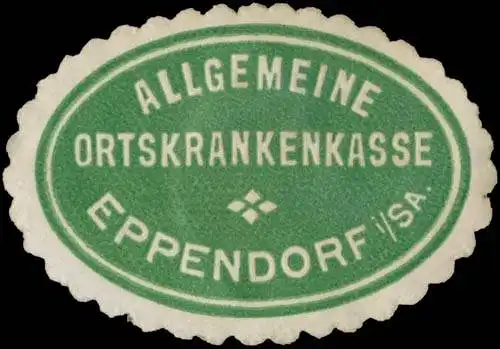 ALLGEMEINE
ORTSKRANKENKASSE
EPPENDORF i/SA.